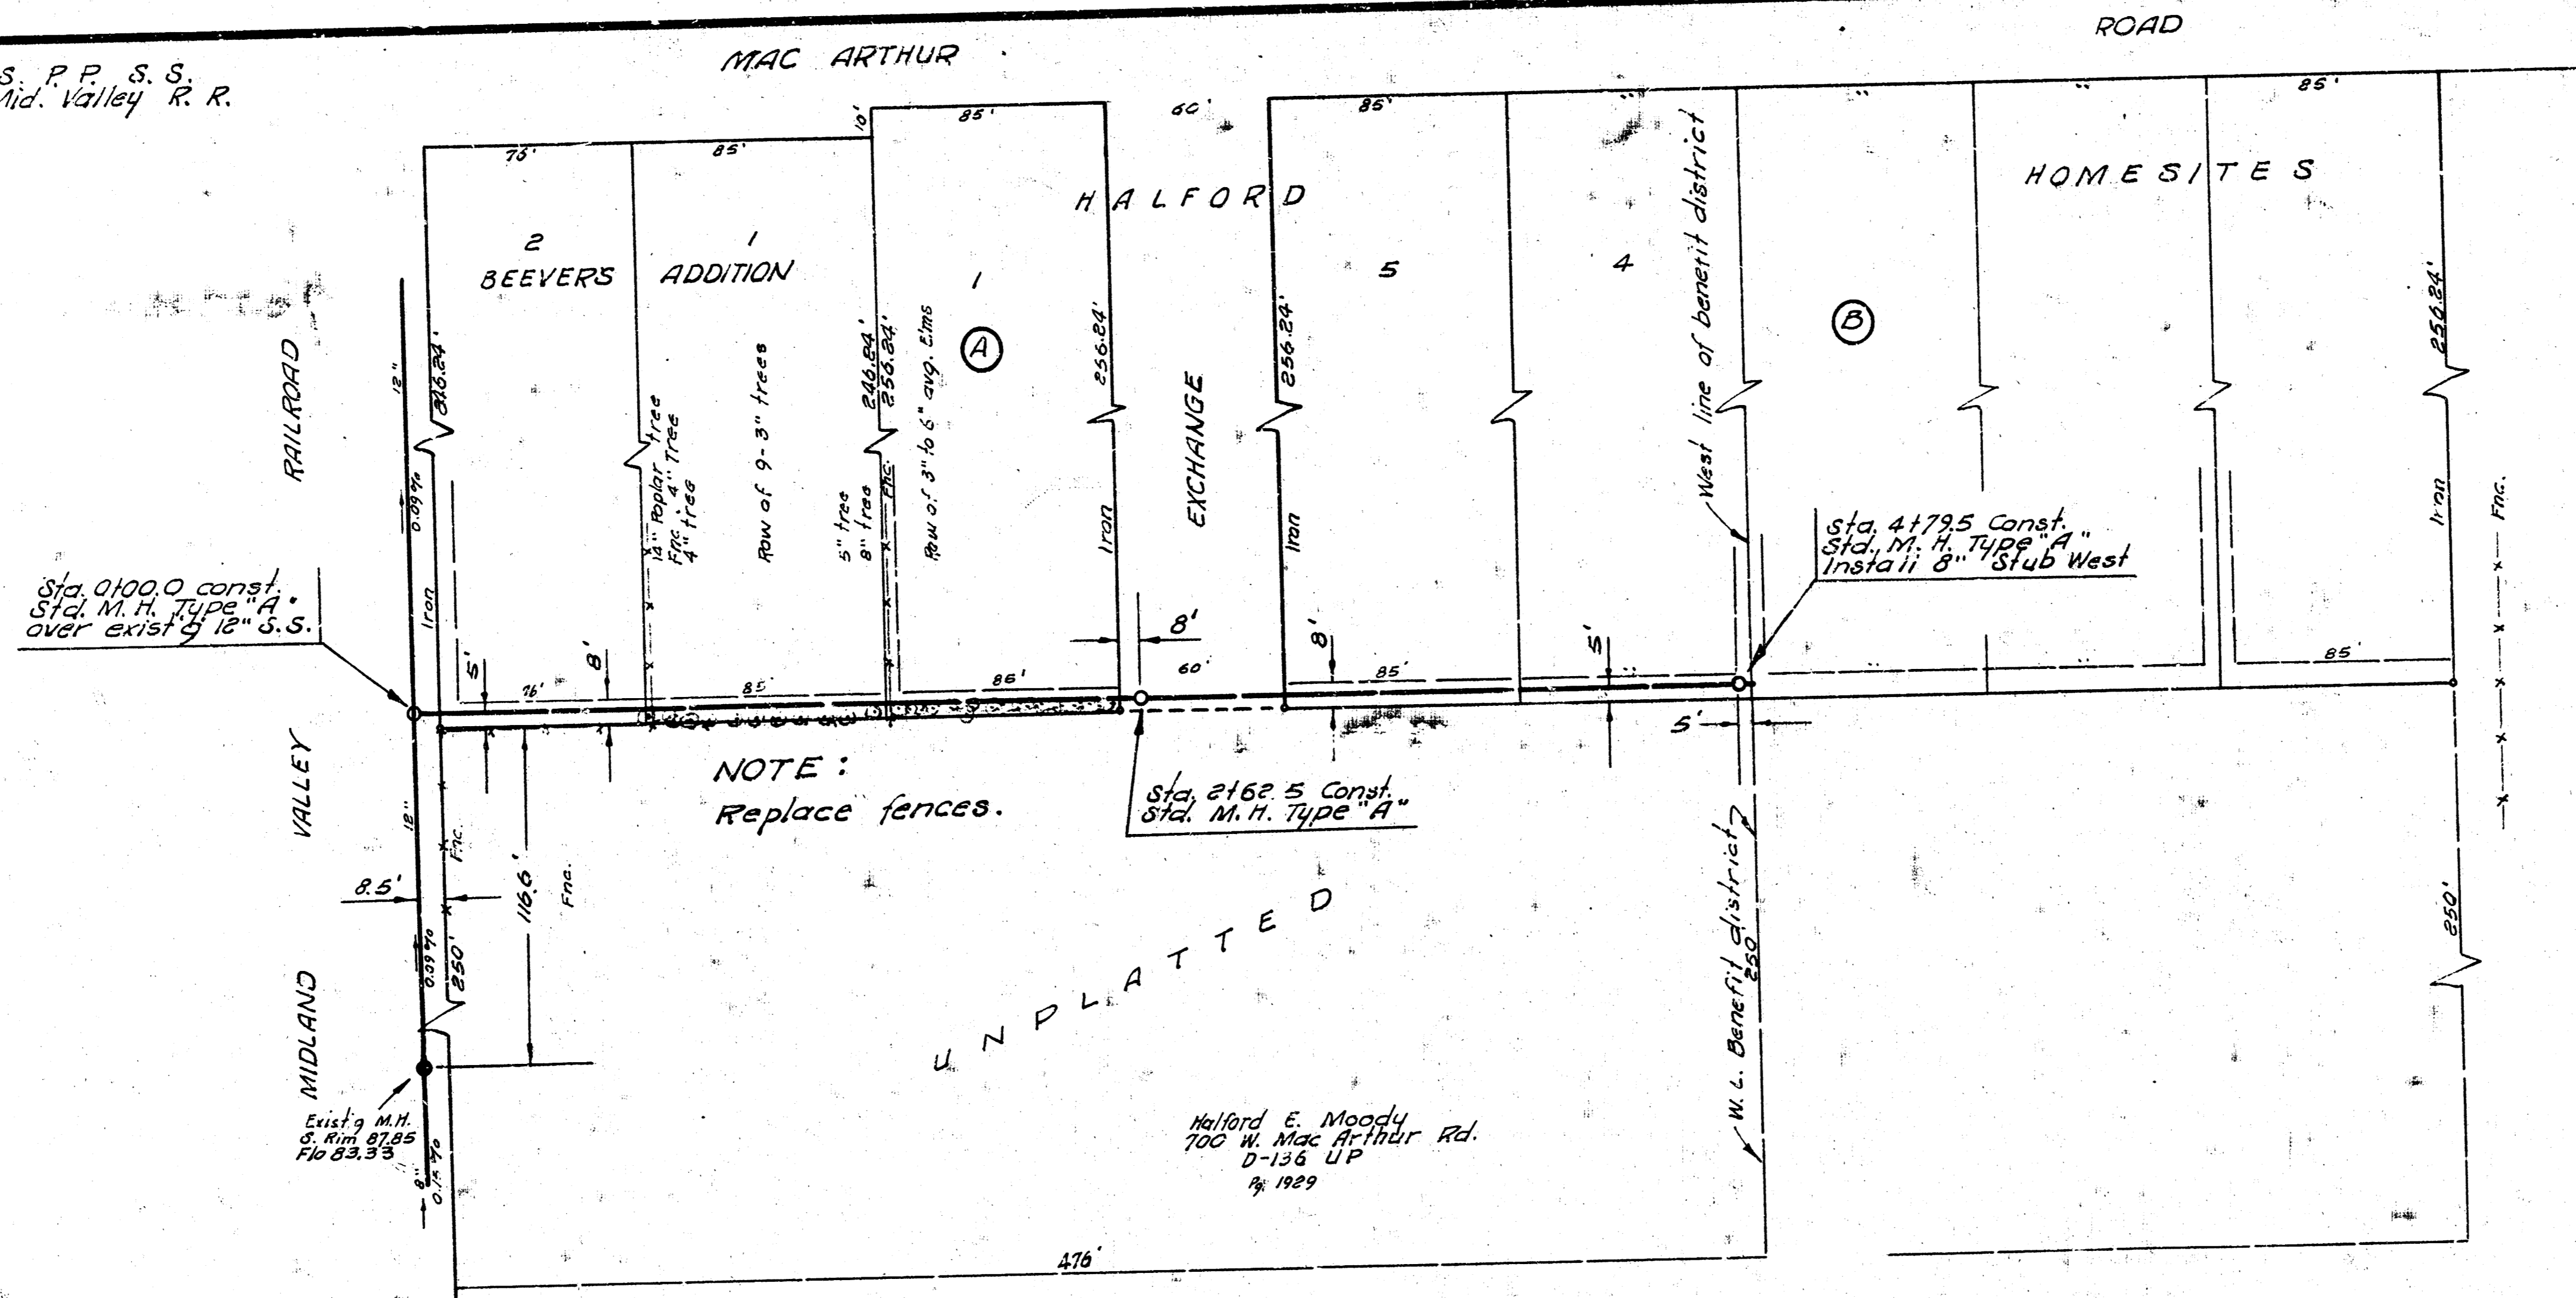 MAC ARTHUR
ROAD
S. P. P. S. S.
Mid. Valley R. R.
76'
85'
10'
85'
60'
85'
"
"
"
85'
HALFORD
HOMESITES
2
1
BEEVERS ADDITION
1
5
4
A
B
RAILROAD
12"
246.24'
0.09%
Iron
14" Poplar tree
Fnc. 4" Tree
4" tree
Row of 9-3" trees
5" tree
8" tree
246.24'
256.24'
Fnc.
Row of 3" to 6" avg. Elms
256.24'
Iron
EXCHANGE
256.24'
Iron
West line of benefit district
256.24'
Iron
Fnc.
Sta. 0+00.0 const.
Std. M. H. Type "A"
over exist'g 12" S.S.
Sta. 4+79.5 Const.
Std. M. H. Type "A"
Install 8" Stub West
5'
8'
76'
85'
85'
8'
60'
8'
85'
5'
"
"
"
85'
5'
NOTE:
Replace fences.
Sta. 2+62.5 Const.
Std. M. H. Type "A"
VALLEY
12"
Fnc.
8.5'
116.6'
Fnc.
0.09%
250'
MIDLAND
UNPLATTED
W. L. Benefit district
250'
250'
Exist'g M.H.
S. Rim 87.85
Flo 83.33
8"
0.15%
Halford E. Moody
700 W. Mac Arthur Rd.
D-136 UP
Pg. 1929
476'